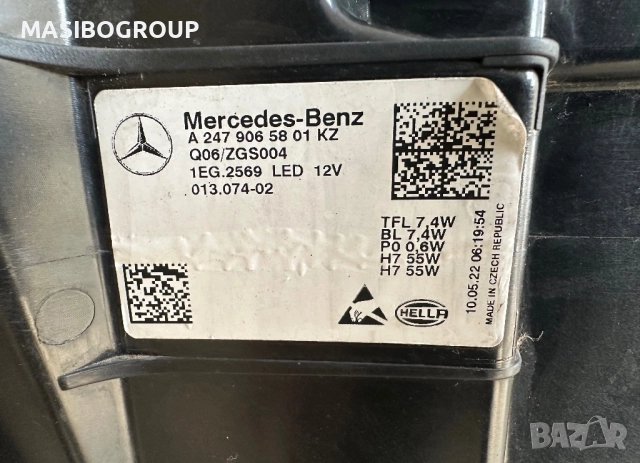 MASIBOGROUP
Mercedes-Benz
A 247 906 58 01 KZ
Q06/ZGS004
1EG.2569 LED 12V
013.074-02
TFL 7,4W
BL 7,4W
P0 0,6W
H7 55W
H7 55W
10.05.22 06:19:54
MADE IN CZECH REPUBLIC
HELLA
BAZAR.bg